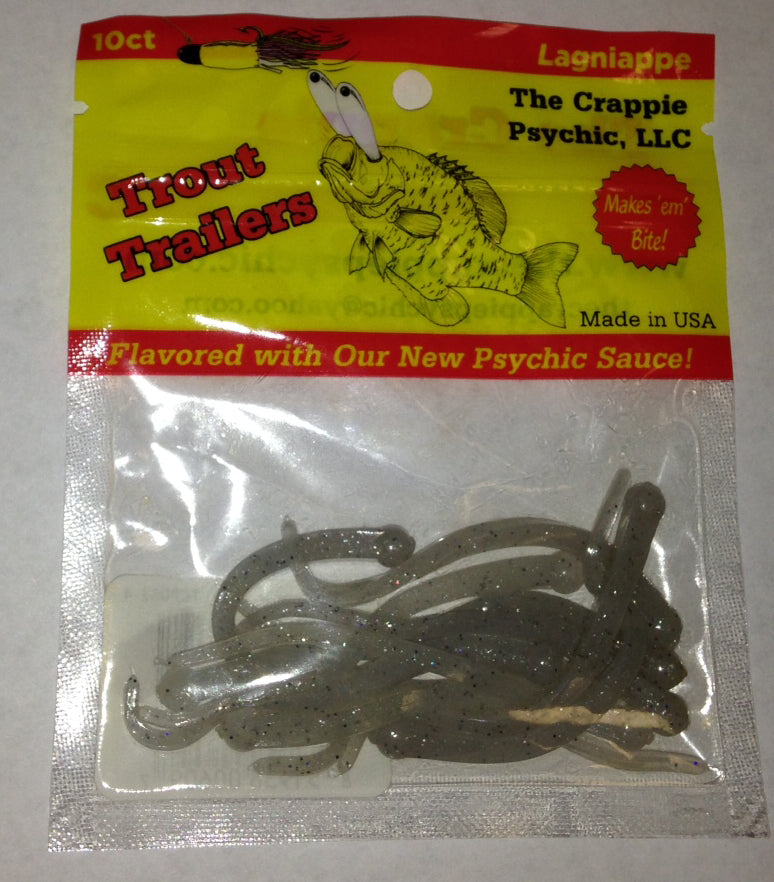 10ct
Lagniappe
The Crappie
Psychic, LLC
Trout
Trailers
Makes 'em'
Bite!
Made in USA
Flavored with Our New Psychic Sauce!